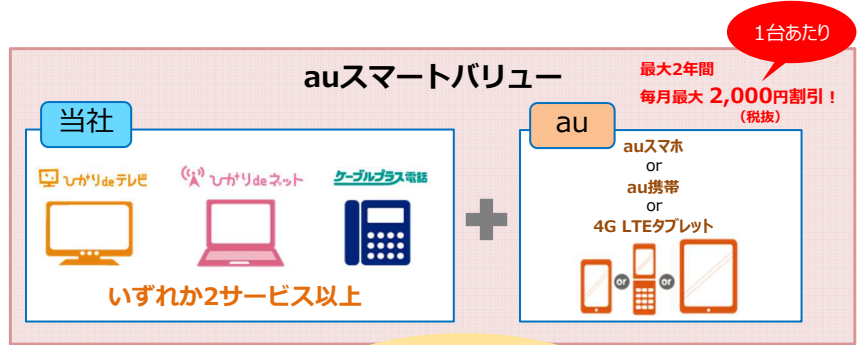 1台あたり
auスマートバリュー
最大2年間
毎月最大 2,000円割引!
(税抜)
当社
ひかりdeテレビ
ひかりdeネット
ケーブルプラス電話
いずれか2サービス以上
+
au
auスマホ
or
au携帯
or
4G LTEタブレット
or
or